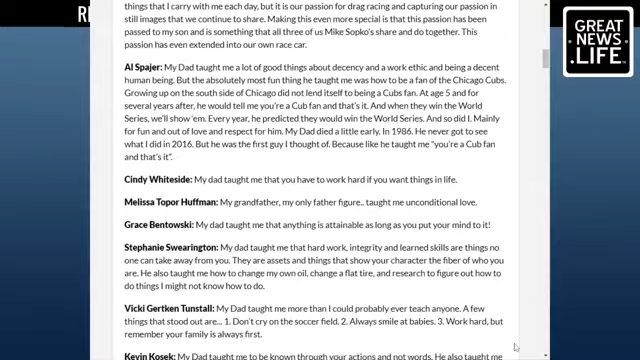 RE
GREAT
NEWS.
LIFE
things that I carry with me each day, but it is our passion for drag racing and capturing our passion in
still images that we continue to share. Making this even more special is that this passion has been
passed to my son and is something that all three of us Mike Sopko's share and do together. This
passion has even extended into our own race car.
Al Spajer: My Dad taught me a lot of good things about decency and a work ethic and being a decent
human being. But the absolutely most fun thing he taught me was how to be a fan of the Chicago Cubs.
Growing up on the south side of Chicago did not lend itself to being a Cubs fan. At age 5 and for
several years after, he would tell me you're a Cub fan and that's it. And when they win the World
Series, we'll show 'em. Every year, he predicted they would win the World Series. And so did I. Mainly
for fun and out of love and respect for him. My Dad died a little early. In 1986. He never got to see
what I did in 2016. But he was the first guy I thought of. Because like he taught me "you're a Cub fan
and that's it".
Cindy Whiteside: My dad taught me that you have to work hard if you want things in life.
Melissa Topor Huffman: My grandfather, my only father figure.. taught me unconditional love.
Grace Bentowski: My dad taught me that anything is attainable as long as you put your mind to it!
Stephanie Swearington: My dad taught me that hard work, integrity and learned skills are things no
one can take away from you. They are assets and things that show your character the fiber of who you
are. He also taught me how to change my own oil, change a flat tire, and research to figure out how to
do things I might not know how to do.
Vicki Gertken Tunstall: My Dad taught me more than I could probably ever teach anyone. A few
things that stood out are... 1. Don't cry on the soccer field. 2. Always smile at babies. 3. Work hard, but
remember your family is always first.
Kevin Kosek: My Dad taught me to be known through your actions and not words. He also taught me